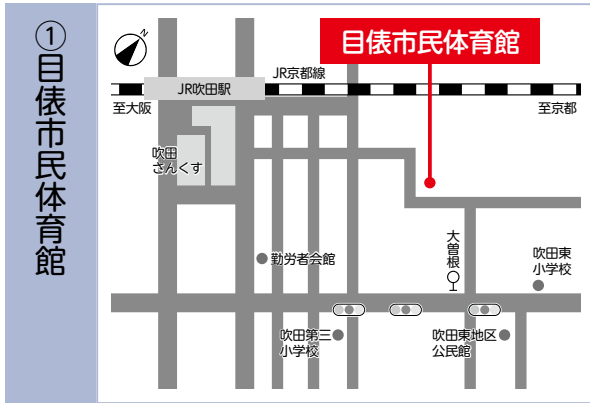 ①目俵市民体育館
目俵市民体育館
JR京都線
JR吹田駅
至大阪
至京都
吹田
さんくす
大曽根
吹田東
小学校
勤労者会館
吹田第三
小学校
吹田東地区
公民館